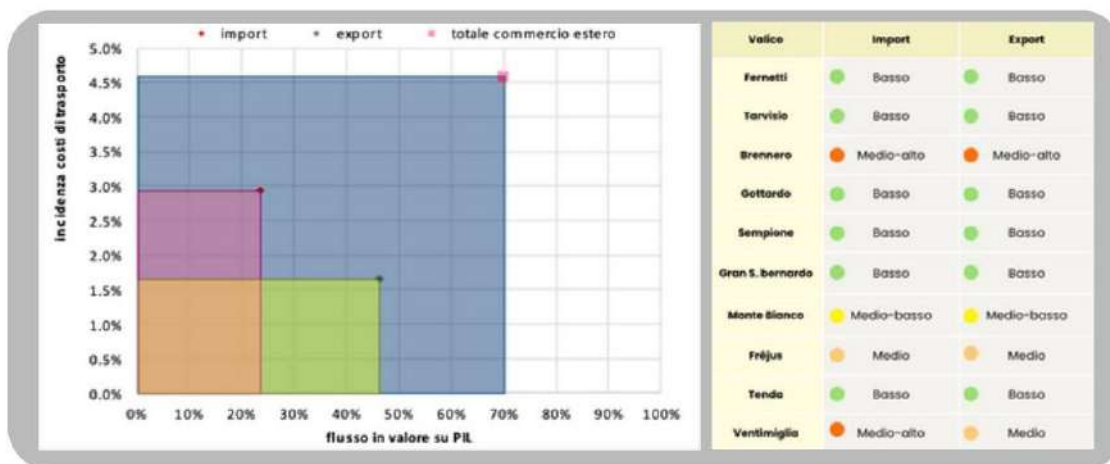 import export totale commercio estero
incidenza costi di trasporto
5.0%
4.5%
4.0%
3.5%
3.0%
2.5%
2.0%
1.5%
1.0%
0.5%
0.0%
0% 10% 20% 30% 40% 50% 60% 70% 80% 90% 100%
flusso in valore su PIL
Valico Import Export
Fernetti Basso Basso
Tarvisio Basso Basso
Brennero Medio-alto Medio-alto
Gottardo Basso Basso
Sempione Basso Basso
Gran S. bernardo Basso Basso
Monte Bianco Medio-basso Medio-basso
Fréjus Medio Medio
Tenda Basso Basso
Ventimiglia Medio-alto Medio